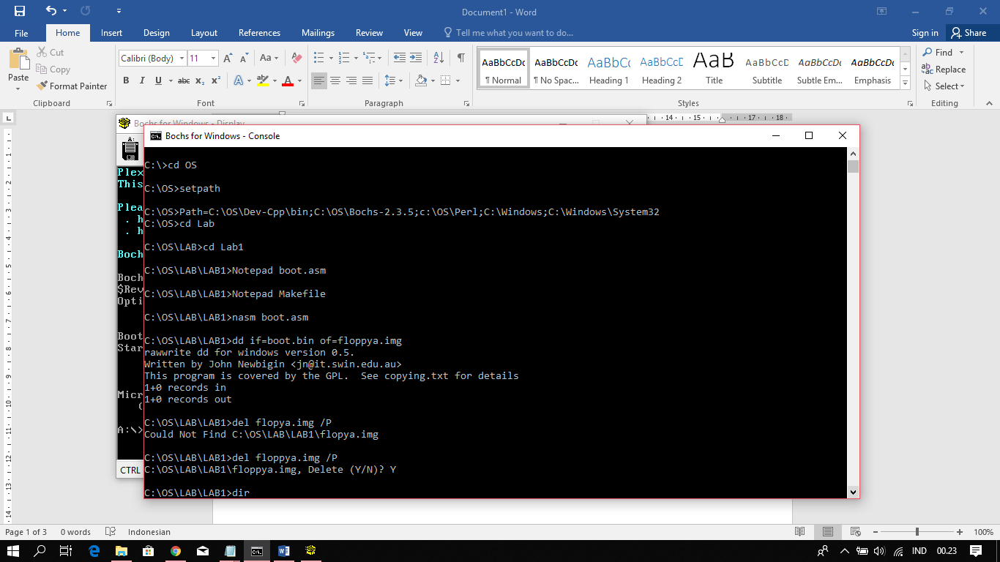 Document1 - Word
File Home Insert Design Layout References Mailings Review View Tell me what you want to do... Sign in Share
Cut
Copy
Paste
Format Painter
Calibri (Body) 11
AaBbCcDc AaBbCcDc AaBbCc AaBbCcD AaB AaBbCcD AaBbCcDc AaBbCcDc
¶ Normal ¶ No Spac... Heading 1 Heading 2 Title Subtitle Subtle Em... Emphasis
Find
Replace
Select
Clipboard Font Paragraph Styles Editing
14 15 17 18
Bochs for Windows - Display
Bochs for Windows - Console
A:
Plex
This
Plea
. h
. h
Boch
Boch
$Rev
Opti
Boot
Star
Micr
(
A:\>
CTRL
C:\>cd OS
C:\OS>setpath
C:\OS>Path=C:\OS\Dev-Cpp\bin;C:\OS\Bochs-2.3.5;c:\OS\Perl;C:\Windows;C:\Windows\System32
C:\OS>cd Lab
C:\OS\LAB>cd Lab1
C:\OS\LAB\LAB1>Notepad boot.asm
C:\OS\LAB\LAB1>Notepad Makefile
C:\OS\LAB\LAB1>nasm boot.asm
C:\OS\LAB\LAB1>dd if=boot.bin of=floppya.img
rawwrite dd for windows version 0.5.
Written by John Newbigin <jn@it.swin.edu.au>
This program is covered by the GPL.  See copying.txt for details
1+0 records in
1+0 records out
C:\OS\LAB\LAB1>del flopya.img /P
Could Not Find C:\OS\LAB\LAB1\flopya.img
C:\OS\LAB\LAB1>del floppya.img /P
C:\OS\LAB\LAB1\floppya.img, Delete (Y/N)? Y
C:\OS\LAB\LAB1>dir
Page 1 of 3 0 words Indonesian 100%
IND 00.23